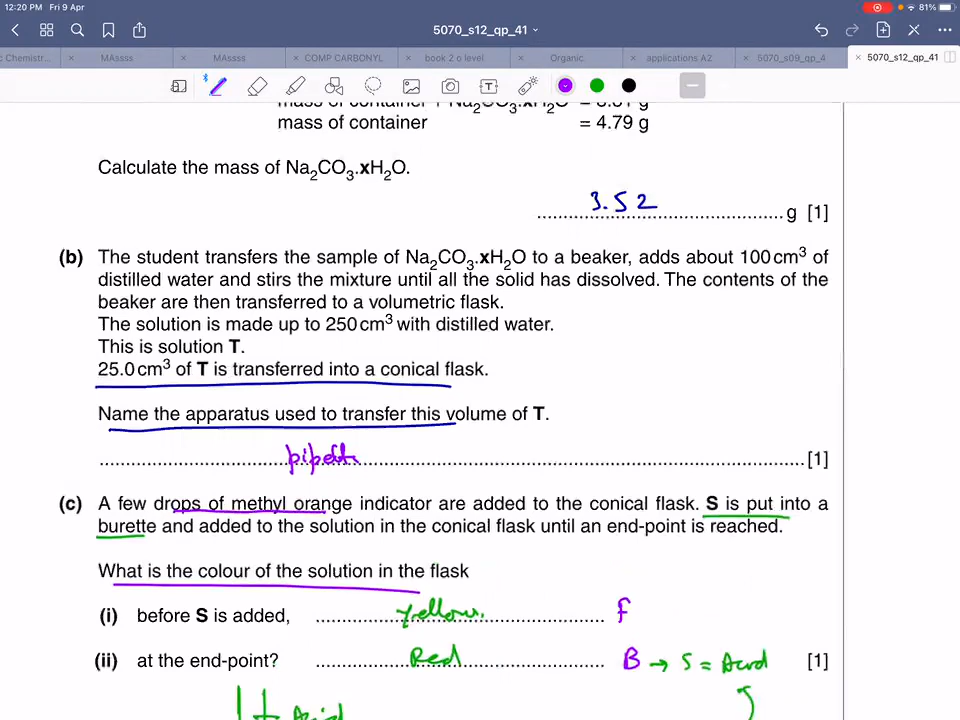 12:20 PM Fri 9 Apr
81%
5070_s12_qp_41
c Chemistr...
MAssss
MAssss
COMP CARBONYL
book 2 o level
Organic.
applications A2
5070_s09_qp_4
5070_s12_qp_41
mass of container + Na2CO3.xH2O = 8.31 g
mass of container = 4.79 g
Calculate the mass of Na2CO3.xH2O.
3.52 g [1]
(b) The student transfers the sample of Na2CO3.xH2O to a beaker, adds about 100 cm3 of
distilled water and stirs the mixture until all the solid has dissolved. The contents of the
beaker are then transferred to a volumetric flask.
The solution is made up to 250 cm3 with distilled water.
This is solution T.
25.0 cm3 of T is transferred into a conical flask.
Name the apparatus used to transfer this volume of T.
pipette [1]
(c) A few drops of methyl orange indicator are added to the conical flask. S is put into a
burette and added to the solution in the conical flask until an end-point is reached.
What is the colour of the solution in the flask
(i) before S is added, yellow. F
(ii) at the end-point? Red B → S = Acid [1]
Acid